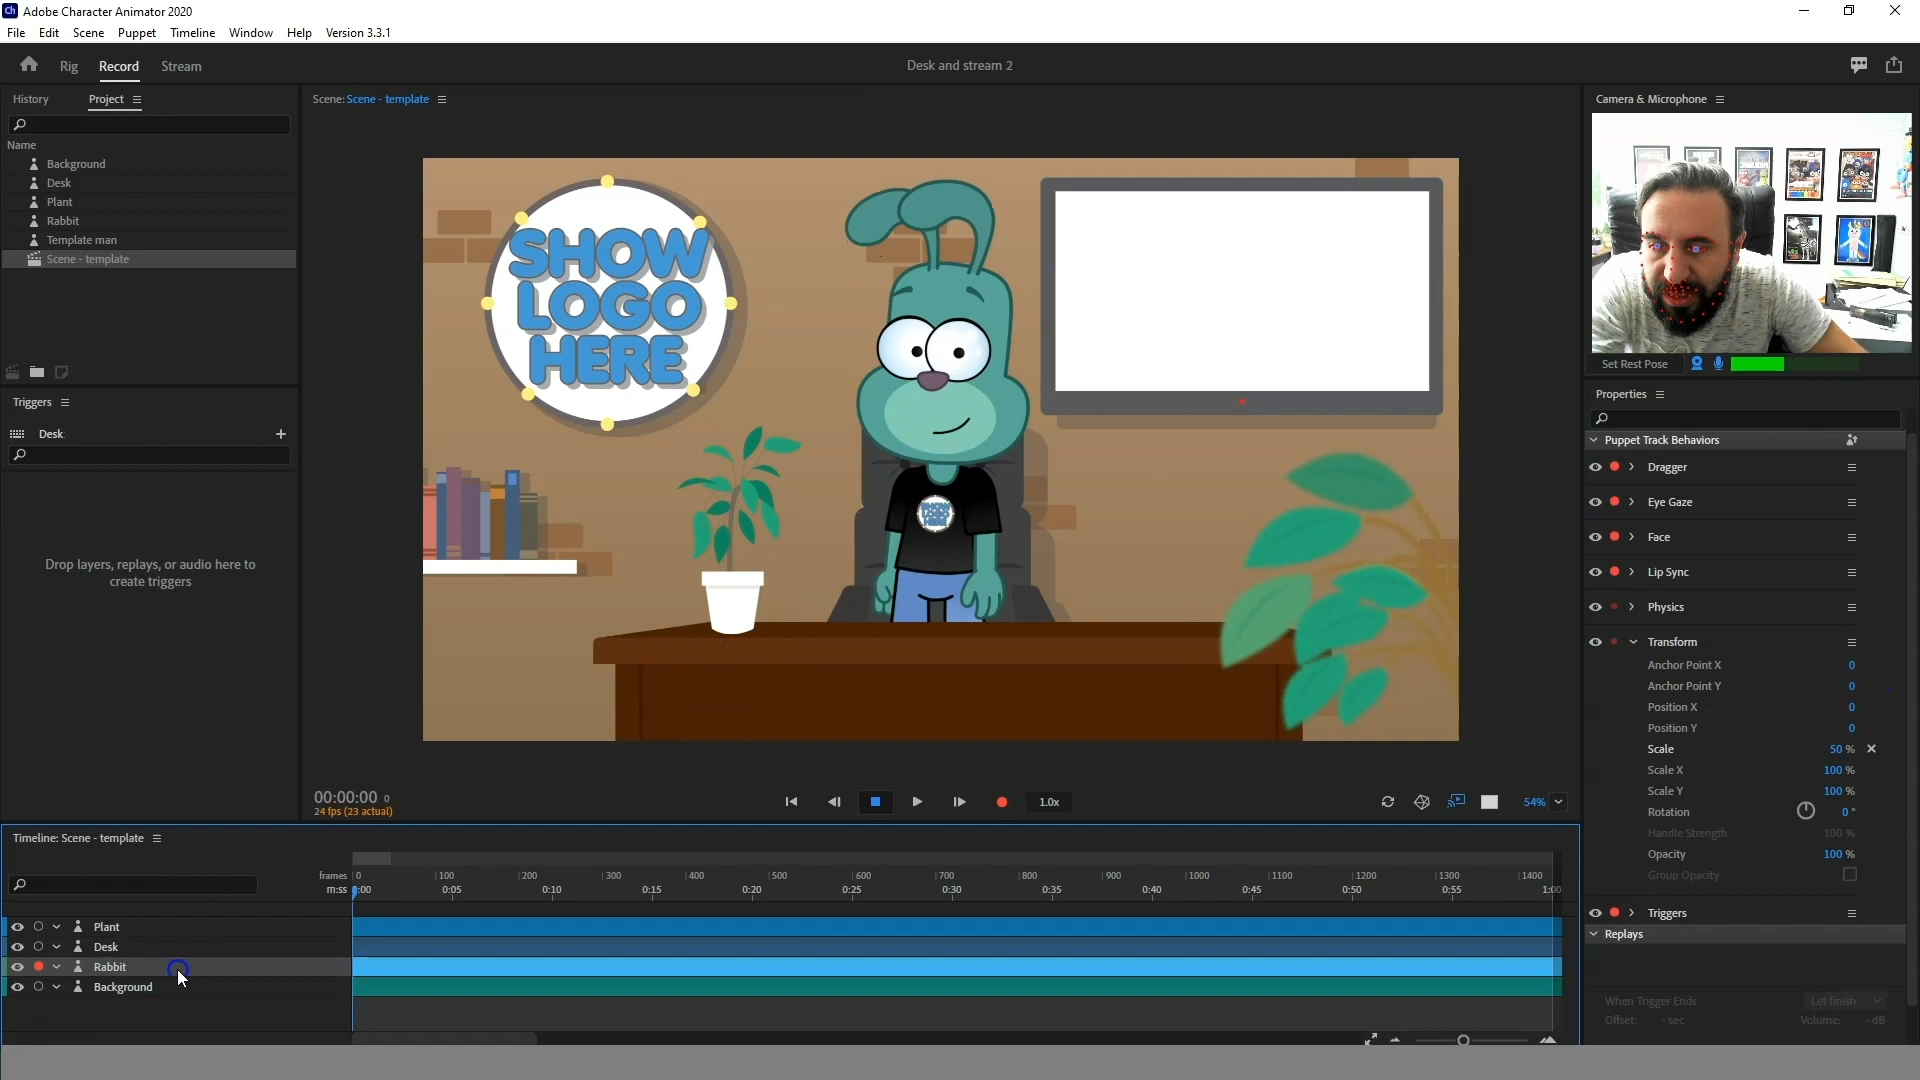 Ch Adobe Character Animator 2020
File Edit Scene Puppet Timeline Window Help Version 3.3.1
Rig Record Stream
Desk and stream 2
History Project
Name
Background
Desk
Plant
Rabbit
Template man
Scene - template
Triggers
Desk
Drop layers, replays, or audio here to
create triggers
Scene: Scene - template
SHOW
LOGO
HERE
00:00:00 0
24 fps (23 actual)
1.0x
54%
Camera & Microphone
Set Rest Pose
Properties
Puppet Track Behaviors
Dragger
Eye Gaze
Face
Lip Sync
Physics
Transform
Anchor Point X 0
Anchor Point Y 0
Position X 0
Position Y 0
Scale 50 %
Scale X 100 %
Scale Y 100 %
Rotation 0 °
Handle Strength 100 %
Opacity 100 %
Group Opacity
Triggers
Replays
When Trigger Ends Let finish
Offset: - sec Volume: - dB
Timeline: Scene - template
frames 0 100 200 300 400 500 600 700 800 900 1000 1100 1200 1300 1400
m:ss 0:00 0:05 0:10 0:15 0:20 0:25 0:30 0:35 0:40 0:45 0:50 0:55 1:00
Plant
Desk
Rabbit
Background